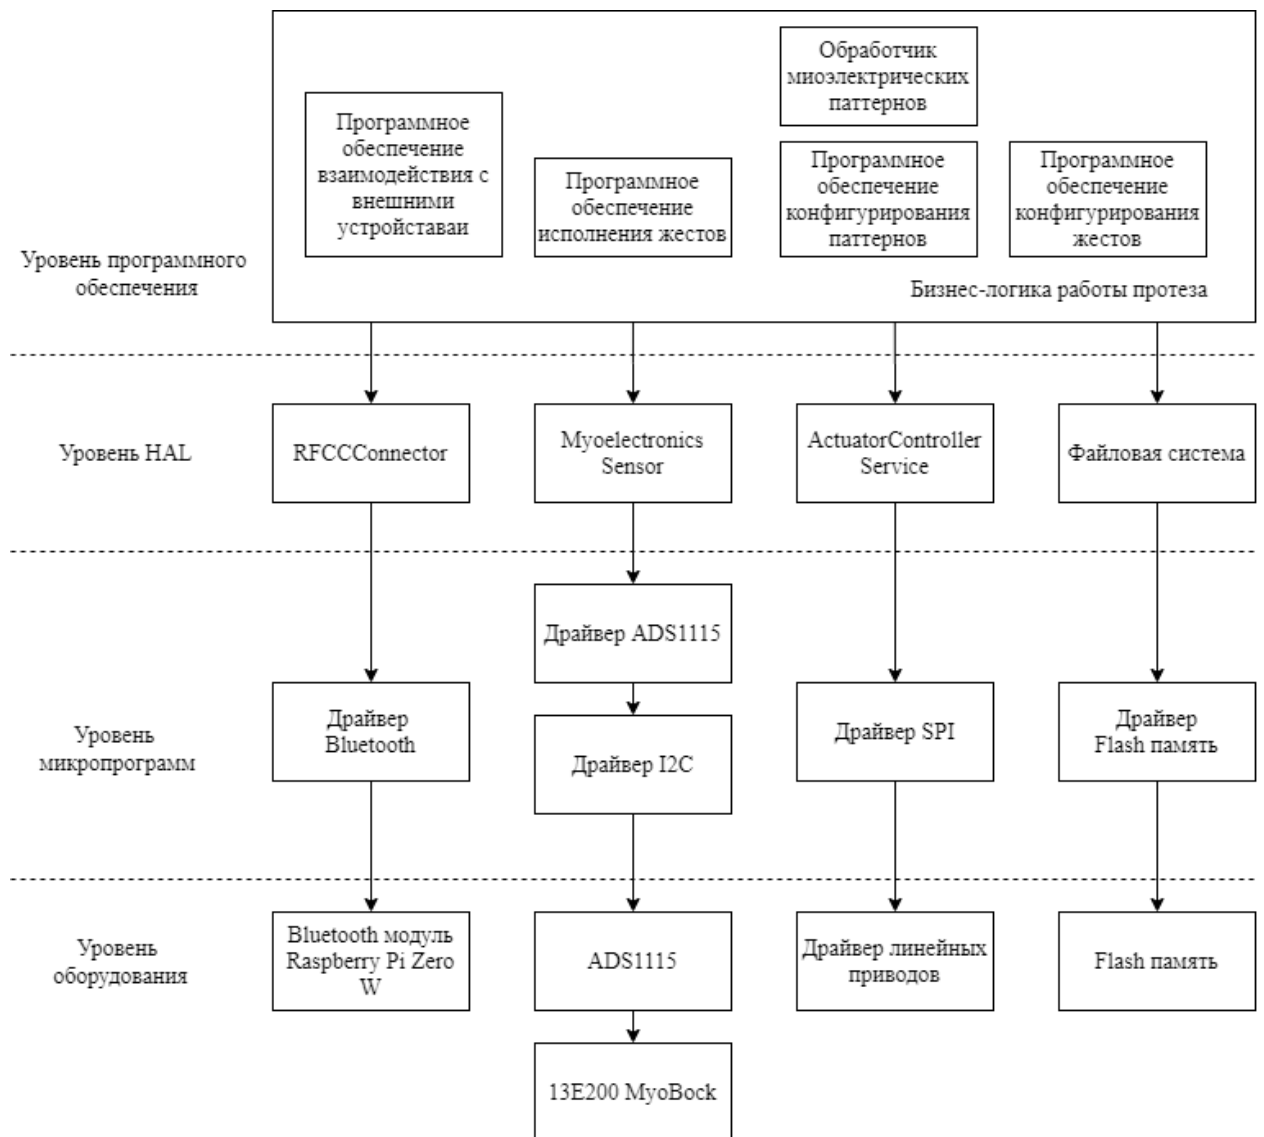 Обработчик
миоэлектрических
паттернов
Программное
обеспечение
взаимодействия с
внешними
устройставаи
Программное
обеспечение
исполнения жестов
Программное
обеспечение
конфигурирования
паттернов
Программное
обеспечение
конфигурирования
жестов
Уровень программного
обеспечения
Бизнес-логика работы протеза
Уровень HAL
RFCCConnector
Myoelectronics
Sensor
ActuatorController
Service
Файловая система
Драйвер ADS1115
Уровень
микропрограмм
Драйвер
Bluetooth
Драйвер I2C
Драйвер SPI
Драйвер
Flash память
Уровень
оборудования
Bluetooth модуль
Raspberry Pi Zero
W
ADS1115
Драйвер линейных
приводов
Flash память
13E200 MyoBock